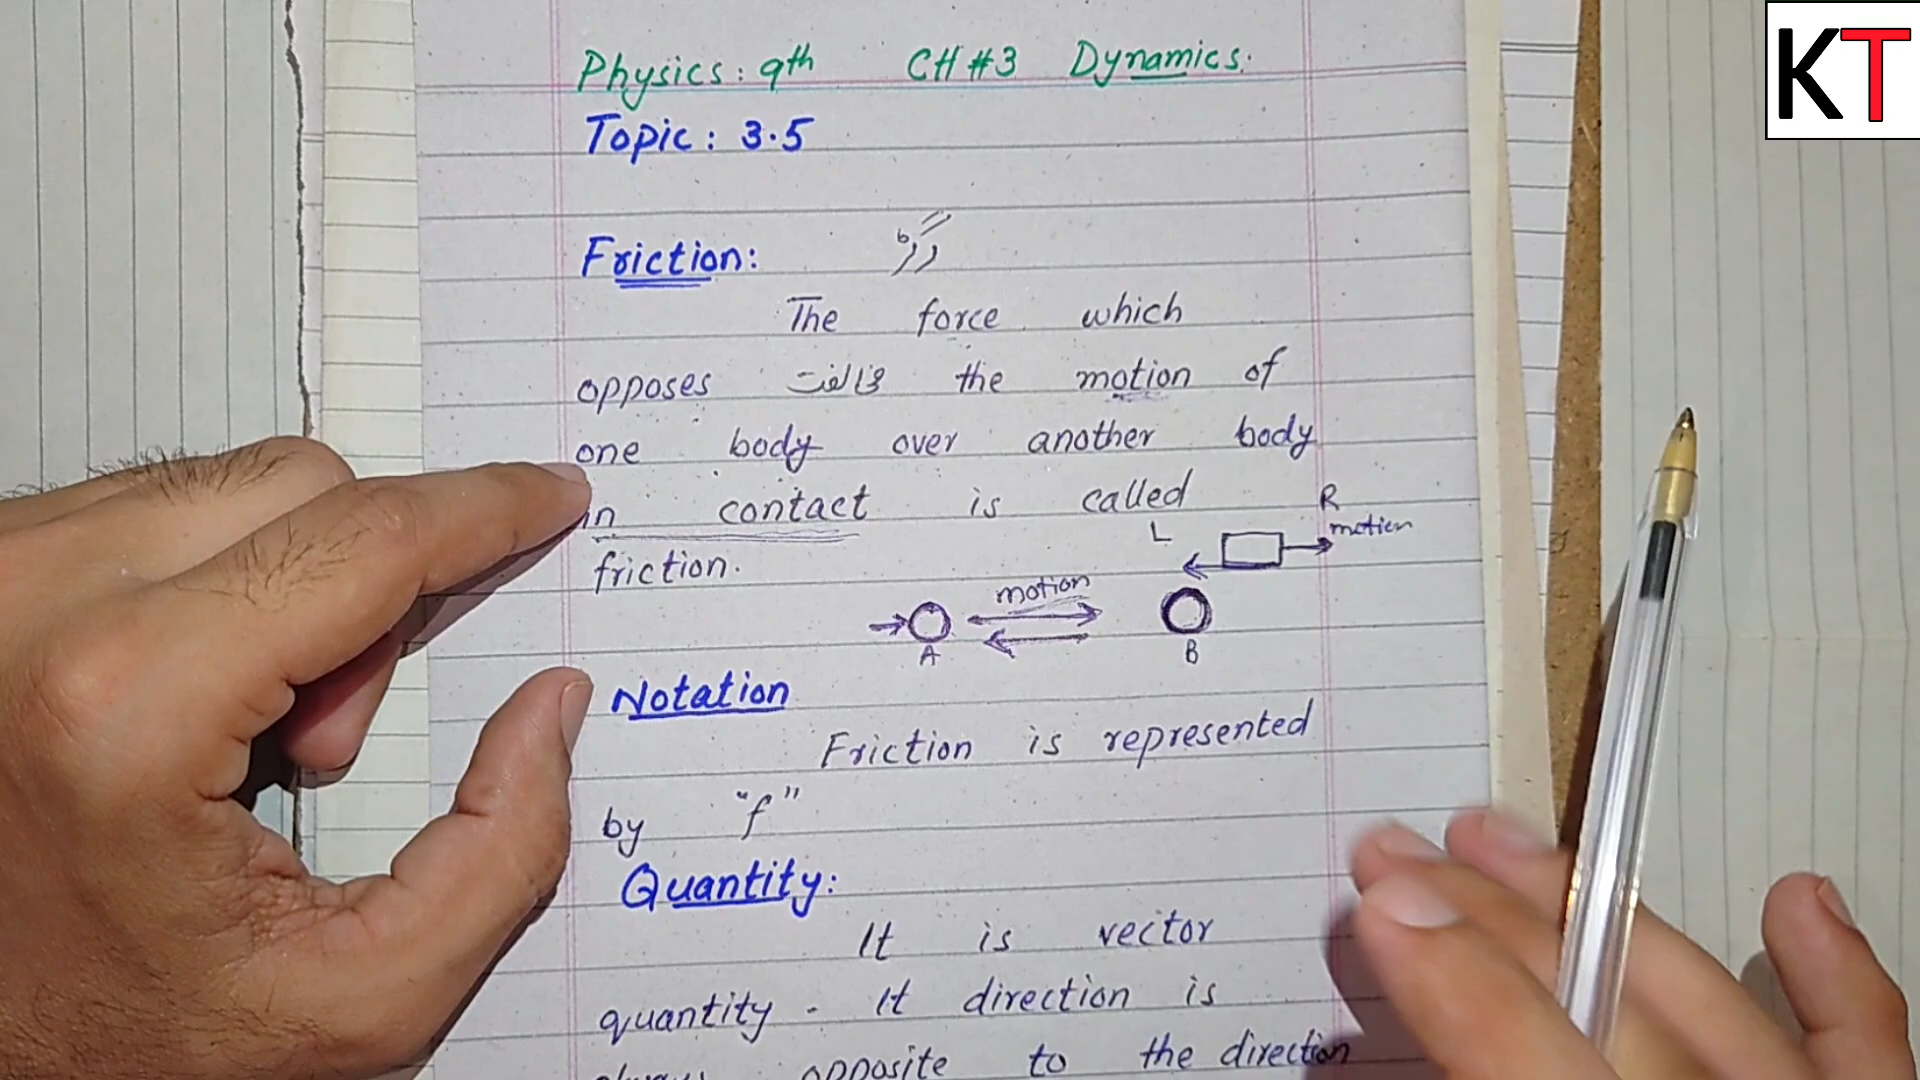 KT
Physics: 9th CH #3 Dynamics.
Topic: 3.5
Friction: رگڑ
The force which
opposes مخالفت the motion of
one body over another body
in contact is called
friction.
L R
motion
motion
A B
Notation
Friction is represented
by "f"
Quantity:
It is vector
quantity. It direction is
always opposite to the direction